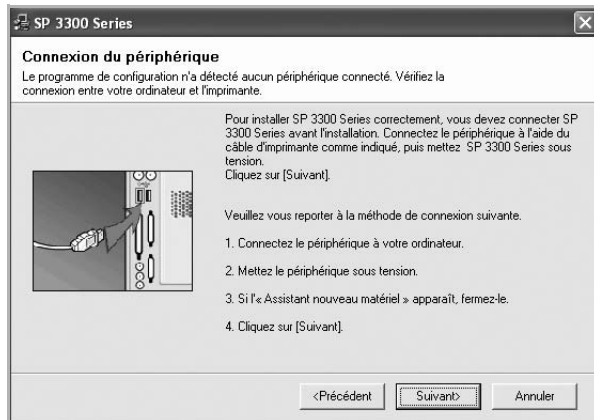 SP 3300 Series
Connexion du périphérique
Le programme de configuration n'a détecté aucun périphérique connecté. Vérifiez la
connexion entre votre ordinateur et l'imprimante.
Pour installer SP 3300 Series correctement, vous devez connecter SP
3300 Series avant l'installation. Connectez le périphérique à l'aide du
câble d'imprimante comme indiqué, puis mettez SP 3300 Series sous
tension.
Cliquez sur [Suivant].
Veuillez vous reporter à la méthode de connexion suivante.
1. Connectez le périphérique à votre ordinateur.
2. Mettez le périphérique sous tension.
3. Si l'« Assistant nouveau matériel » apparaît, fermez-le.
4. Cliquez sur [Suivant].
<Précédent
Suivant>
Annuler